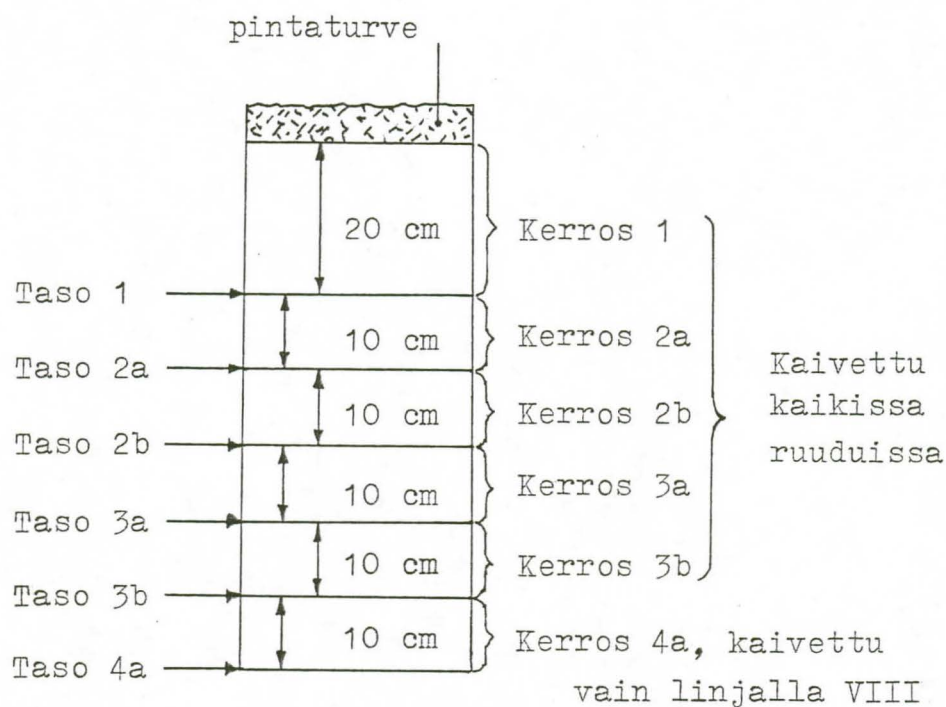 pintaturve
20 cm
Kerros 1
Taso 1
10 cm
Kerros 2a
Taso 2a
10 cm
Kerros 2b
Taso 2b
10 cm
Kerros 3a
Taso 3a
10 cm
Kerros 3b
Taso 3b
10 cm
Kerros 4a, kaivettu
vain linjalla VIII
Taso 4a
Kaivettu
kaikissa
ruuduissa